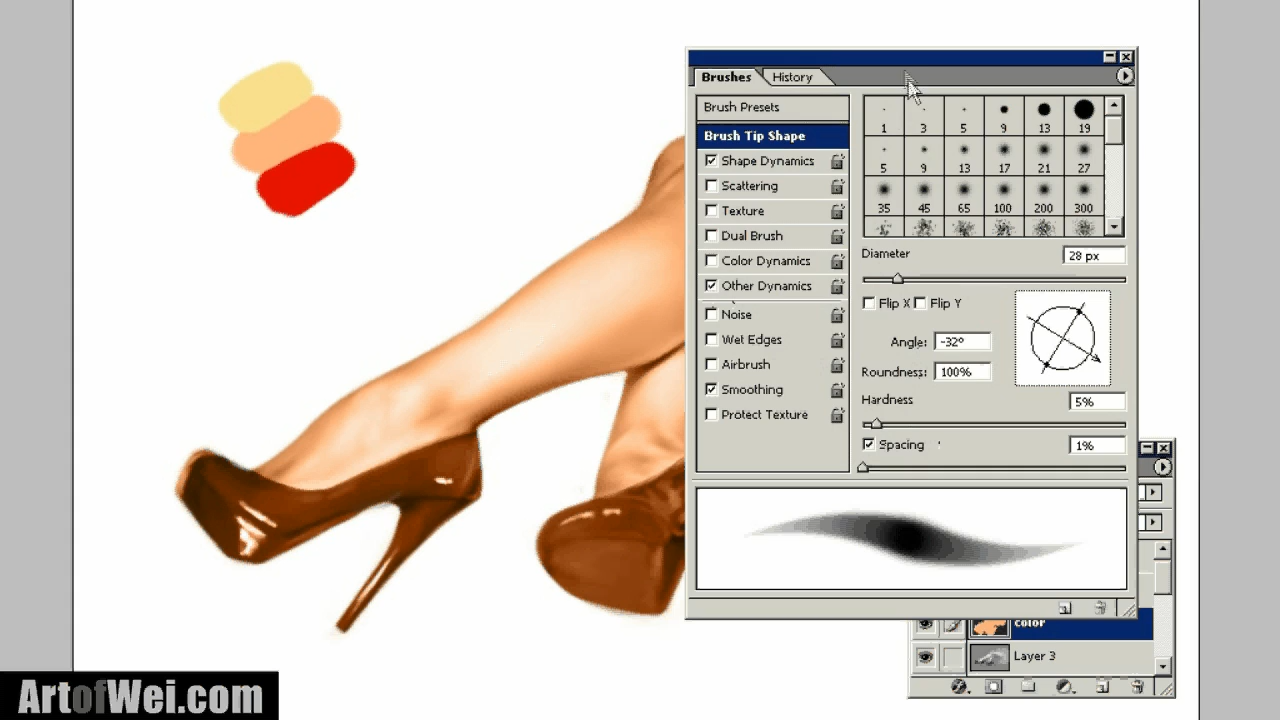 Brushes History
Brush Presets
Brush Tip Shape
Shape Dynamics
Scattering
Texture
Dual Brush
Color Dynamics
Other Dynamics
Noise
Wet Edges
Airbrush
Smoothing
Protect Texture
1 3 5 9 13 19
5 9 13 17 21 27
35 45 65 100 200 300
Diameter 28 px
Flip X Flip Y
Angle: -32º
Roundness: 100%
Hardness 5%
Spacing 1%
color
Layer 3
ArtofWei.com